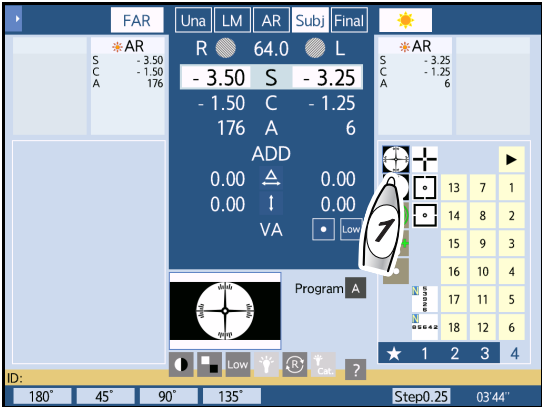 FAR Una LM AR Subj Final
R 64.0 L
AR
S - 3.50
C - 1.50
A 176
AR
S - 3.25
C - 1.25
A 6
- 3.50 S - 3.25
- 1.50 C - 1.25
176 A 6
ADD
0.00 0.00
0.00 0.00
VA Low
1
13 7 1
14 8 2
15 9 3
16 10 4
N 17 11 5
N 18 12 6
★ 1 2 3 4
Program A
Low R Cat. ?
ID:
180° 45° 90° 135° Step0.25 03'44"